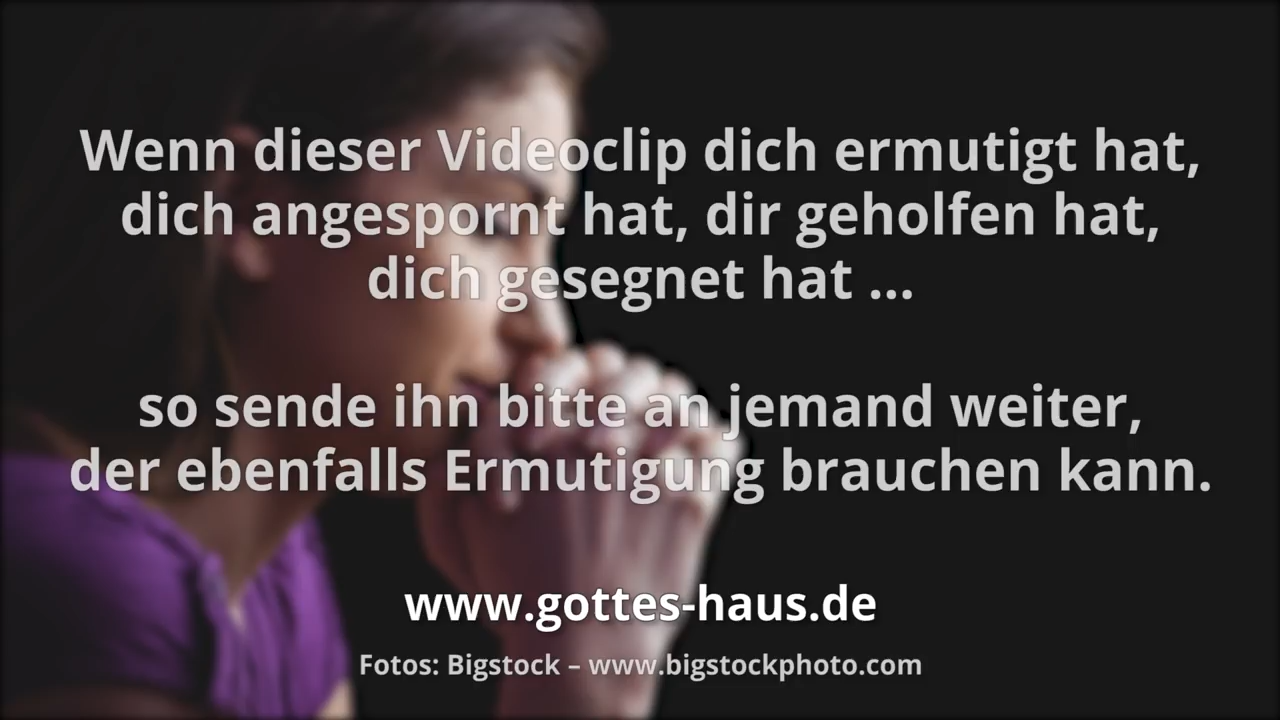 Wenn dieser Videoclip dich ermutigt hat,
dich angespornt hat, dir geholfen hat,
dich gesegnet hat ...
so sende ihn bitte an jemand weiter,
der ebenfalls Ermutigung brauchen kann.
www.gottes-haus.de
Fotos: Bigstock – www.bigstockphoto.com